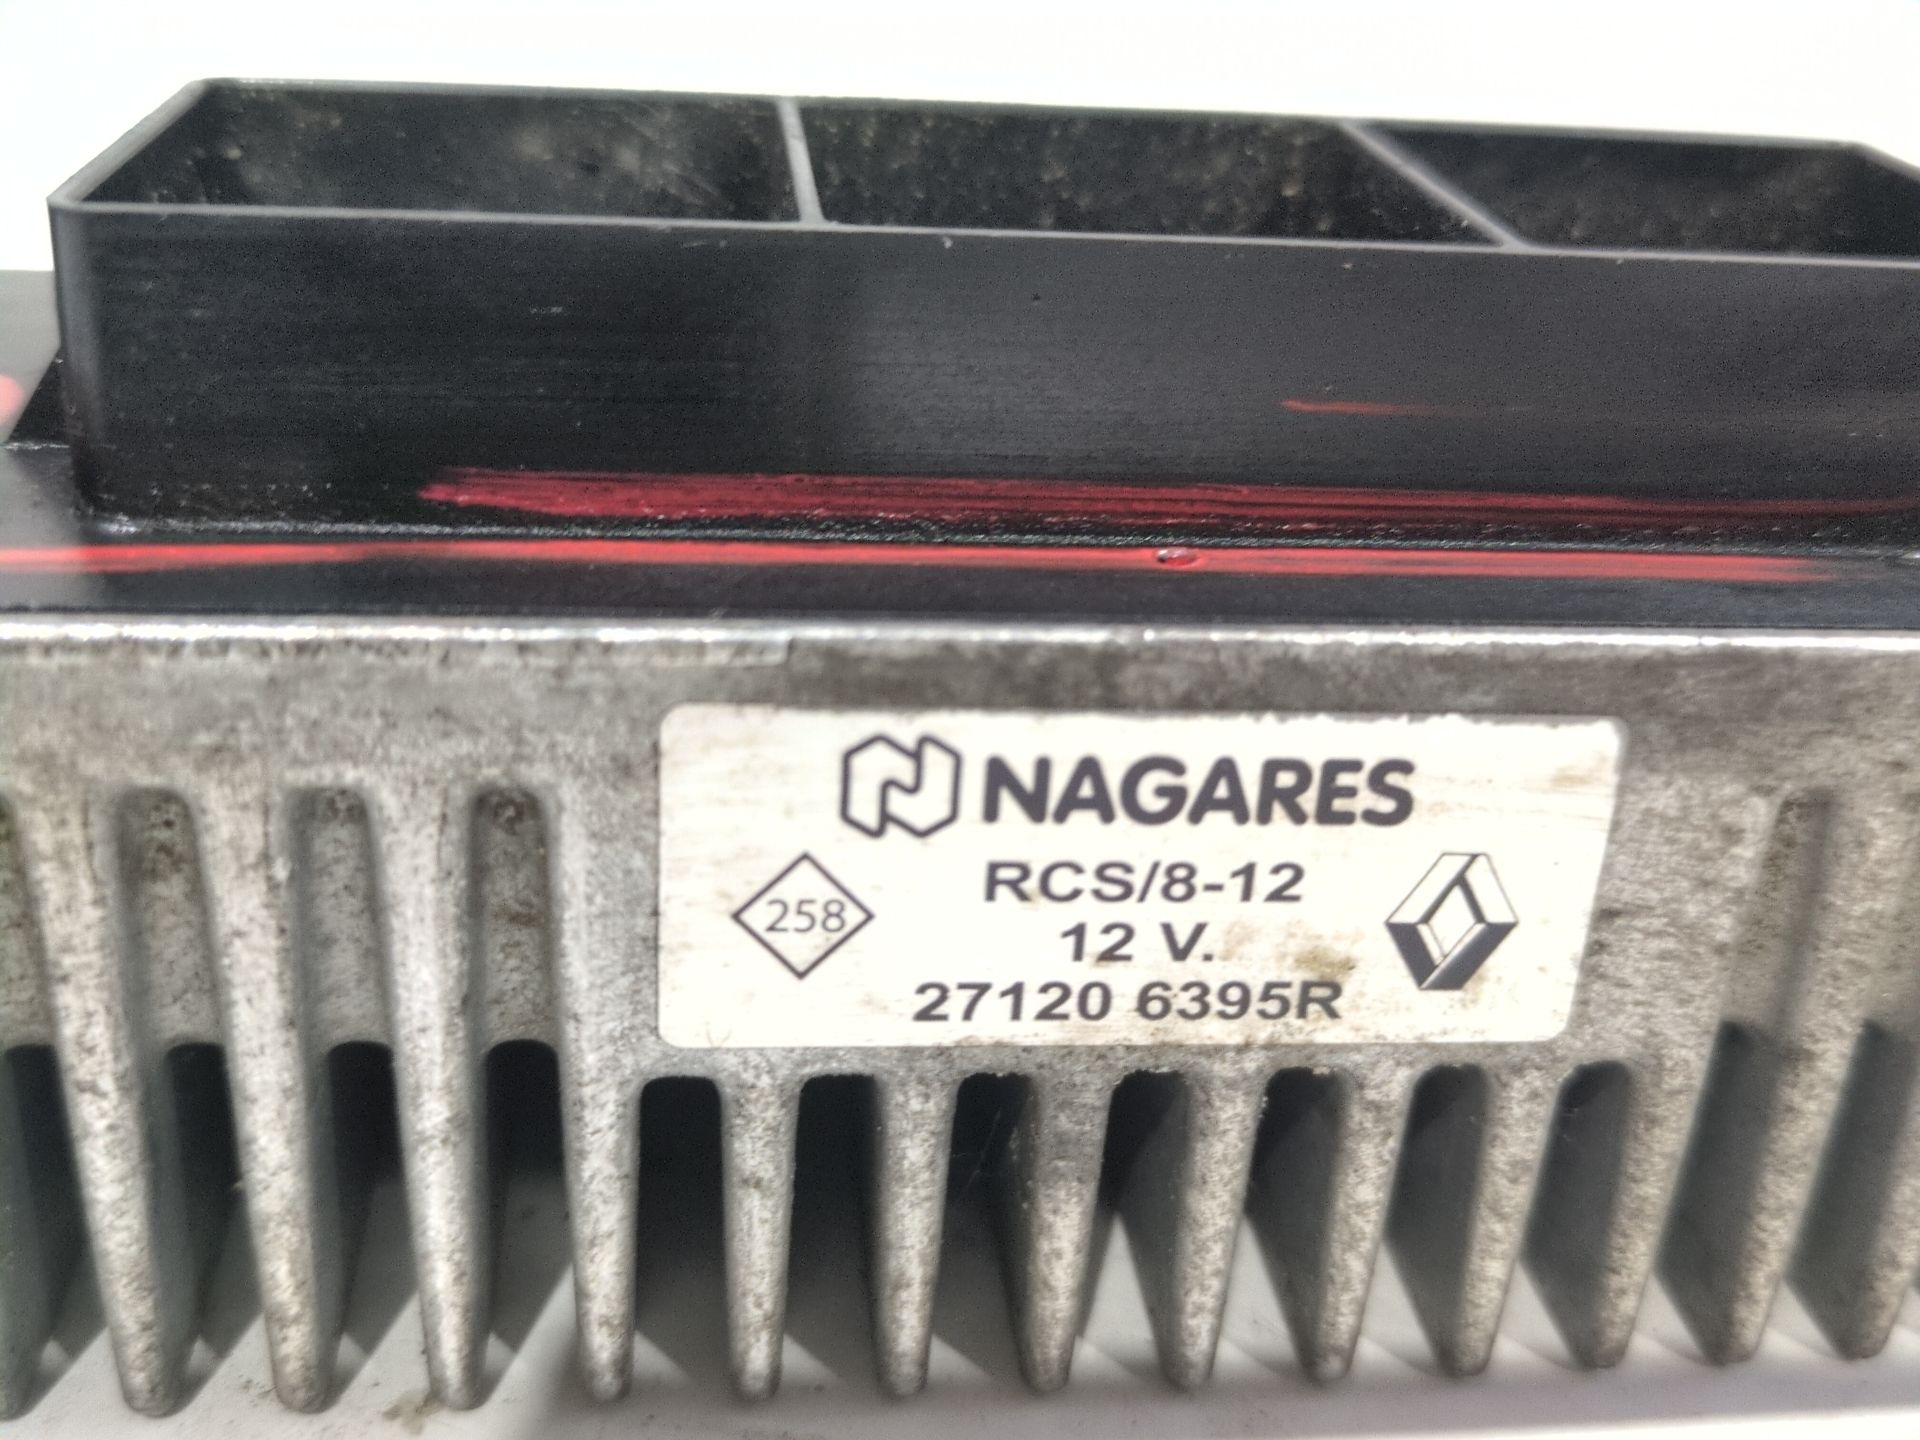 NAGARES
RCS/8-12
258
12 V.
27120 6395R